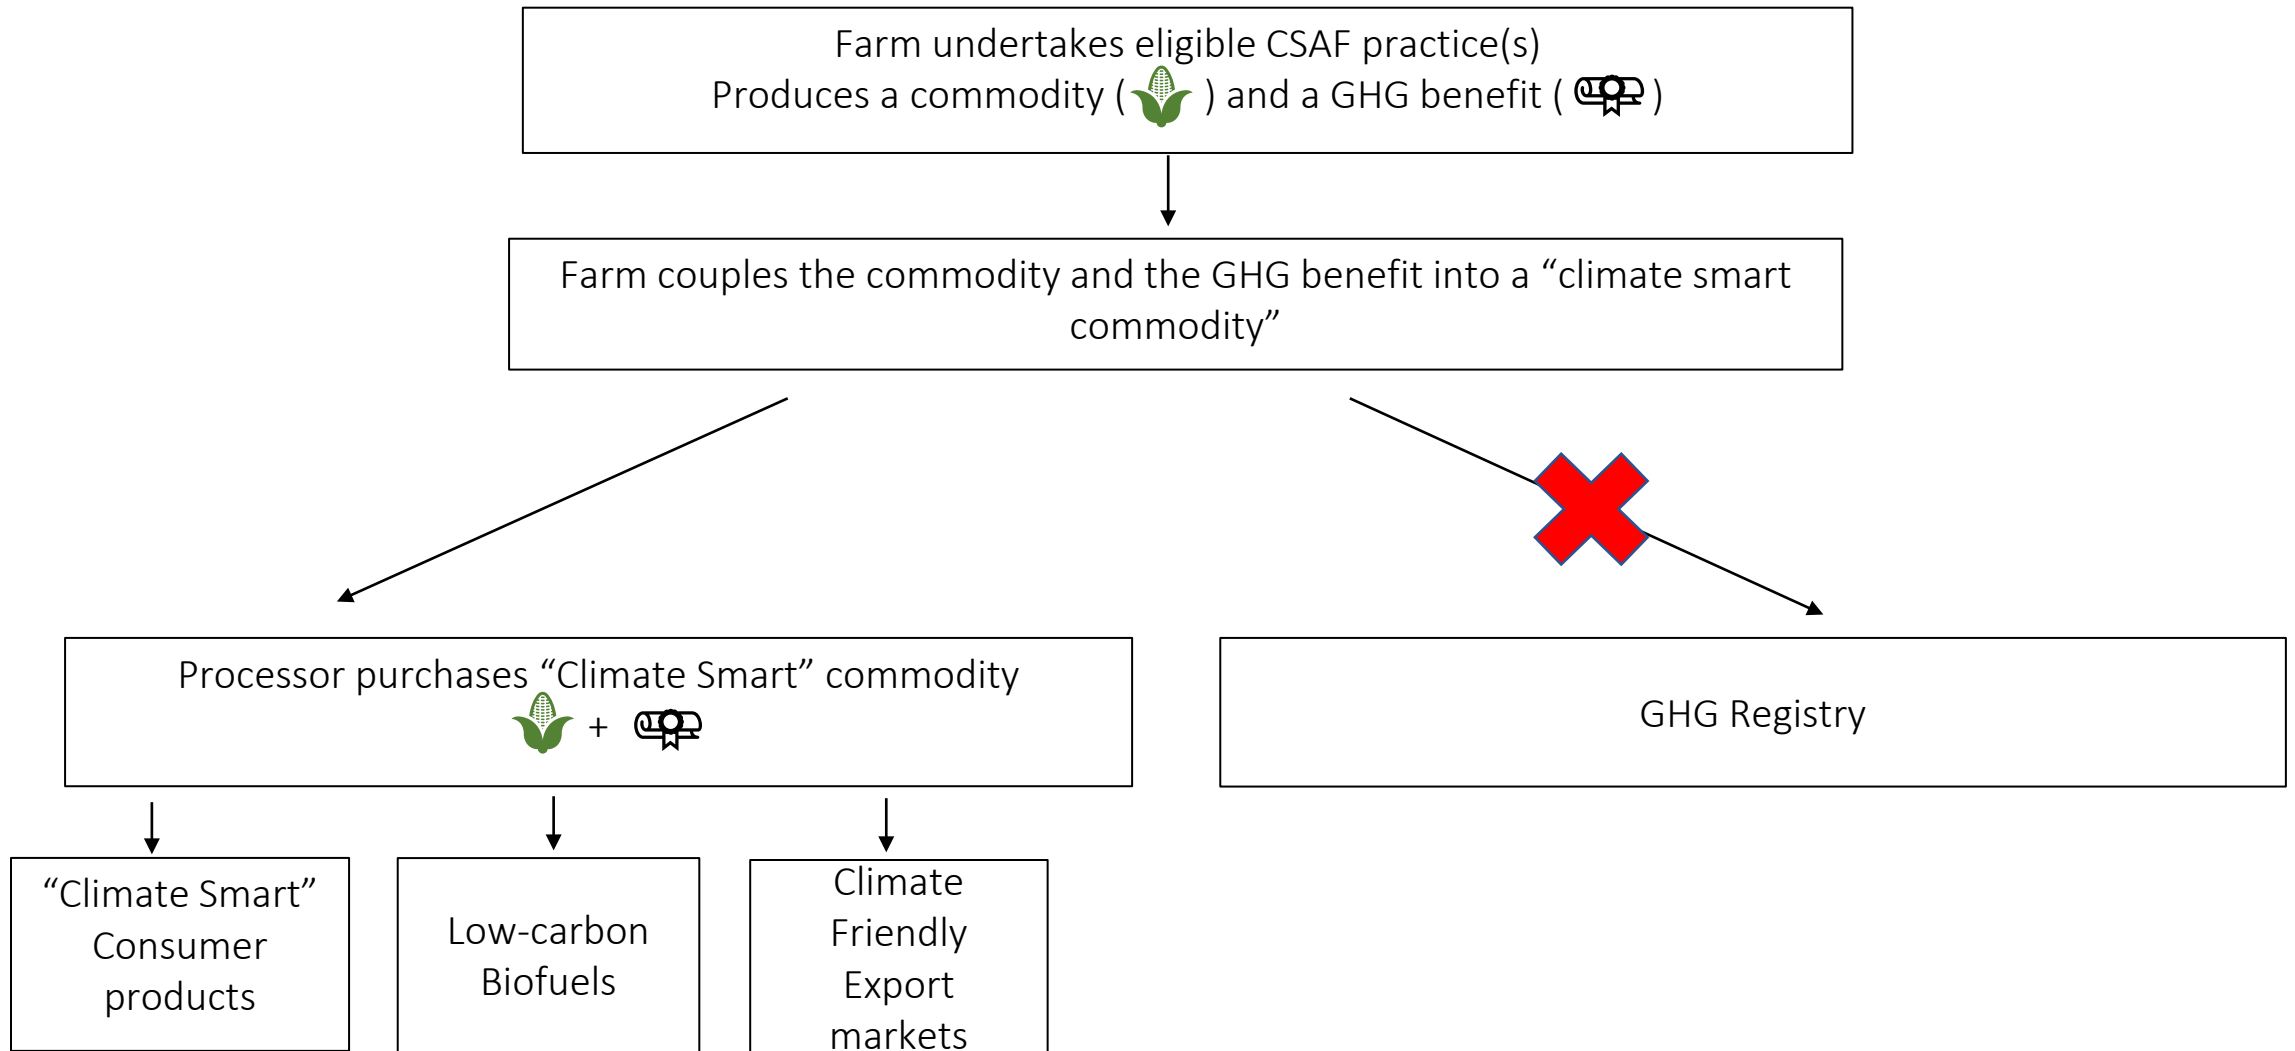 Farm undertakes eligible CSAF practice(s)
Produces a commodity ( ) and a GHG benefit ( )
Farm couples the commodity and the GHG benefit into a “climate smart
commodity”
Processor purchases “Climate Smart” commodity
+
GHG Registry
“Climate Smart”
Consumer
products
Low-carbon
Biofuels
Climate
Friendly
Export
markets